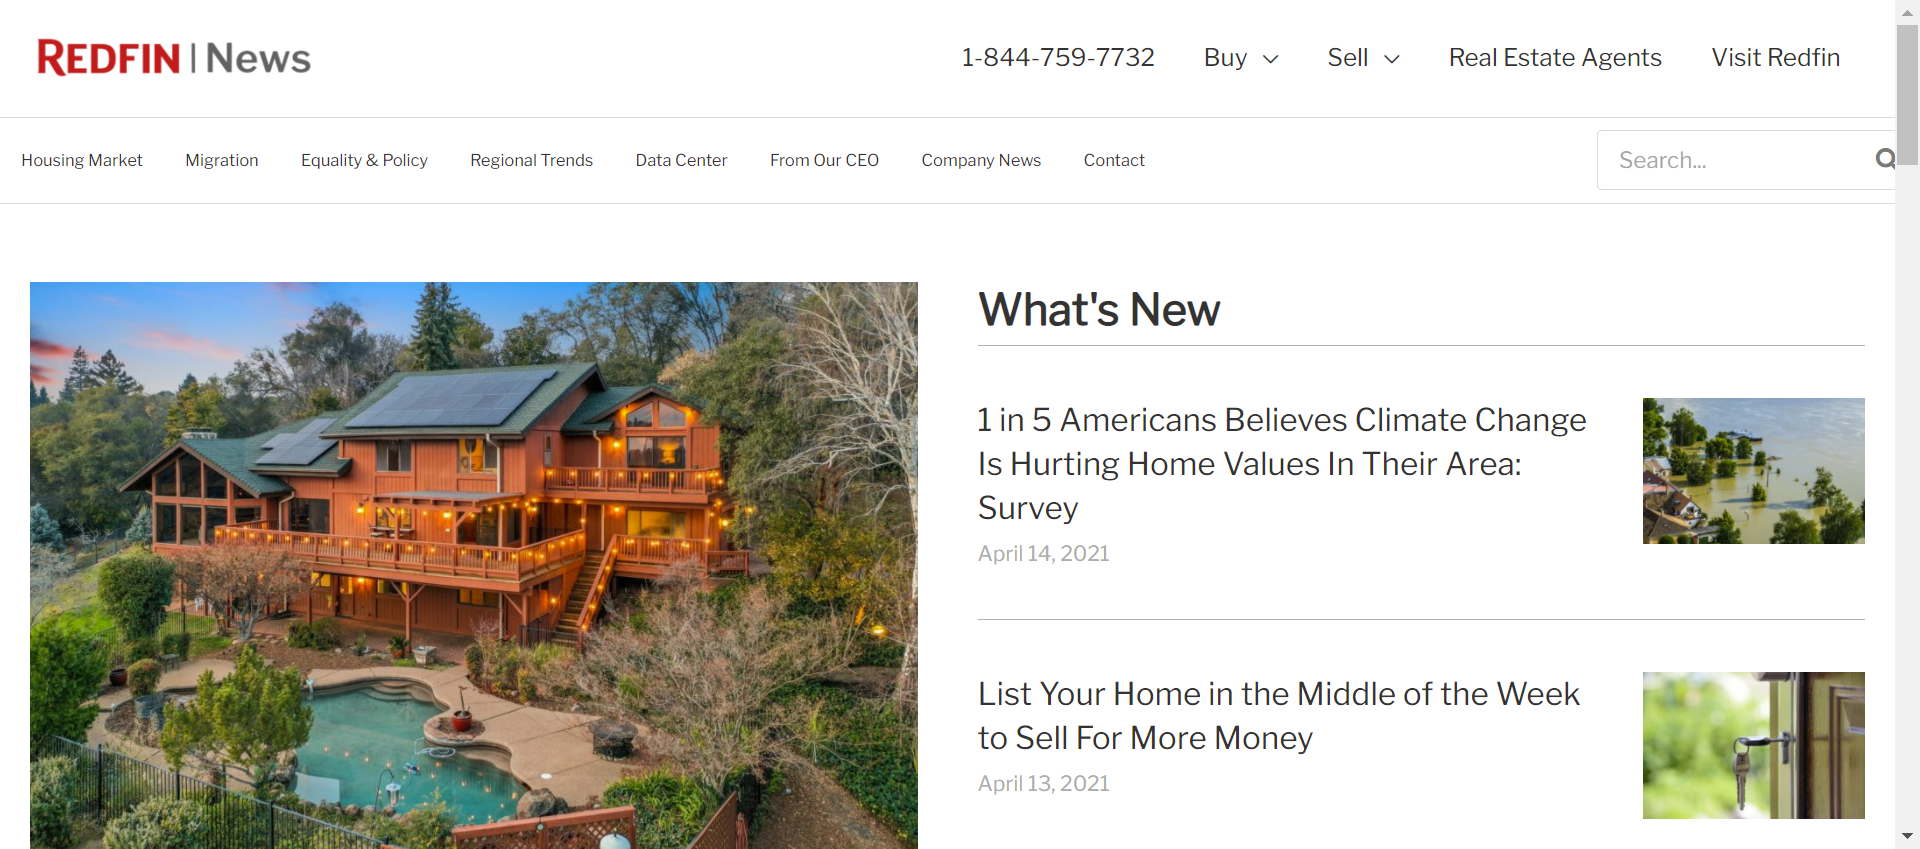 REDFIN | News
1-844-759-7732 Buy Sell Real Estate Agents Visit Redfin
Housing Market Migration Equality & Policy Regional Trends Data Center From Our CEO Company News Contact
Search...
What's New
1 in 5 Americans Believes Climate Change
Is Hurting Home Values In Their Area:
Survey
April 14, 2021
List Your Home in the Middle of the Week
to Sell For More Money
April 13, 2021